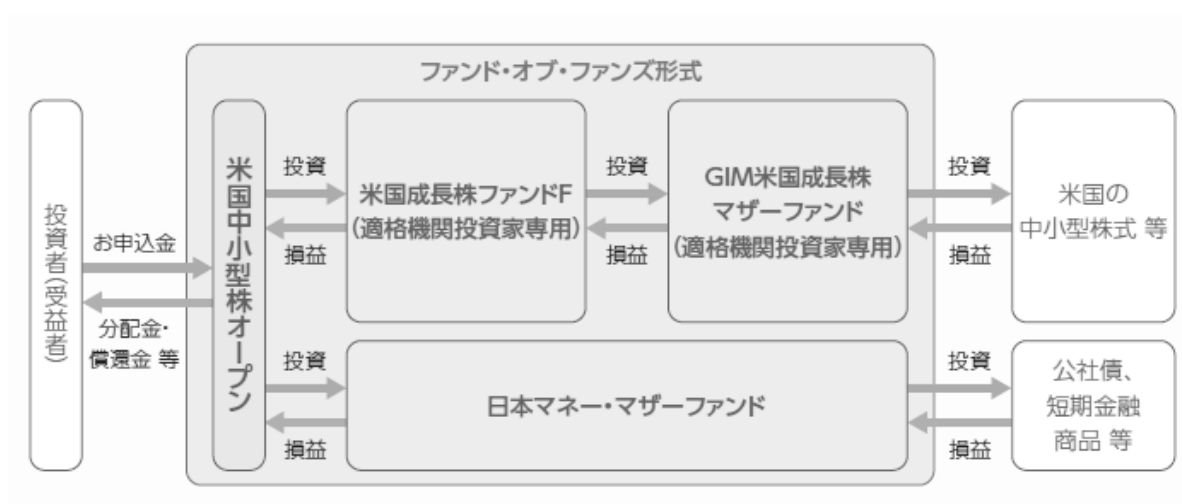 ファンド・オブ・ファンズ形式
投資者(受益者)
お申込金
分配金・
償還金 等
米国中小型株オープン
投資
損益
米国成長株ファンドF
(適格機関投資家専用)
投資
損益
GIM米国成長株
マザーファンド
(適格機関投資家専用)
投資
損益
米国の
中小型株式 等
投資
損益
日本マネー・マザーファンド
投資
損益
公社債、
短期金融
商品 等